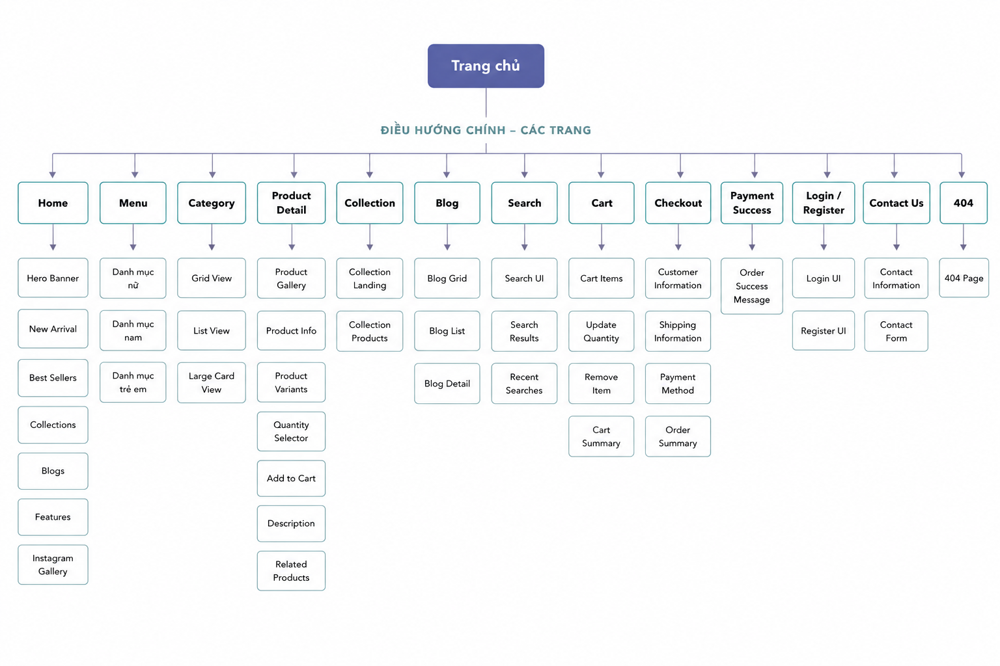 Trang chủ
ĐIỀU HƯỚNG CHÍNH – CÁC TRANG
Home
Menu
Category
Product
Detail
Collection
Blog
Search
Cart
Checkout
Payment
Success
Login /
Register
Contact Us
404
Hero Banner
New Arrival
Best Sellers
Collections
Blogs
Features
Instagram
Gallery
Danh mục
nữ
Danh mục
nam
Danh mục
trẻ em
Grid View
List View
Large Card
View
Product
Gallery
Product Info
Product
Variants
Quantity
Selector
Add to Cart
Description
Related
Products
Collection
Landing
Collection
Products
Blog Grid
Blog List
Blog Detail
Search UI
Search
Results
Recent
Searches
Cart Items
Update
Quantity
Remove
Item
Cart
Summary
Customer
Information
Shipping
Information
Payment
Method
Order
Summary
Order
Success
Message
Login UI
Register UI
Contact
Information
Contact
Form
404 Page